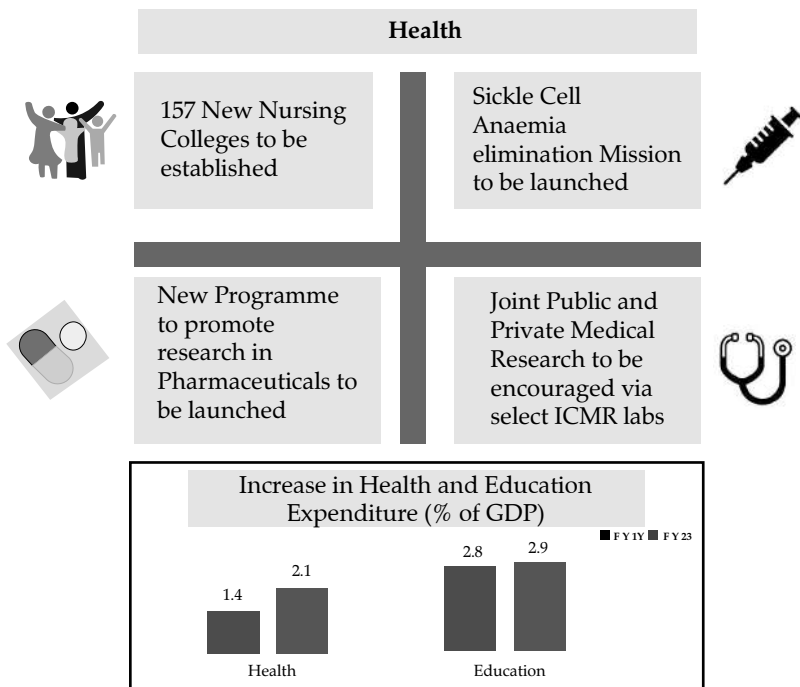 Health
157 New Nursing
Colleges to be
established
Sickle Cell
Anaemia
elimination Mission
to be launched
New Programme
to promote
research in
Pharmaceuticals to
be launched
Joint Public and
Private Medical
Research to be
encouraged via
select ICMR labs
Increase in Health and Education
Expenditure (% of GDP)
F Y 1Y F Y 23
1.4
2.1
2.8
2.9
Health
Education